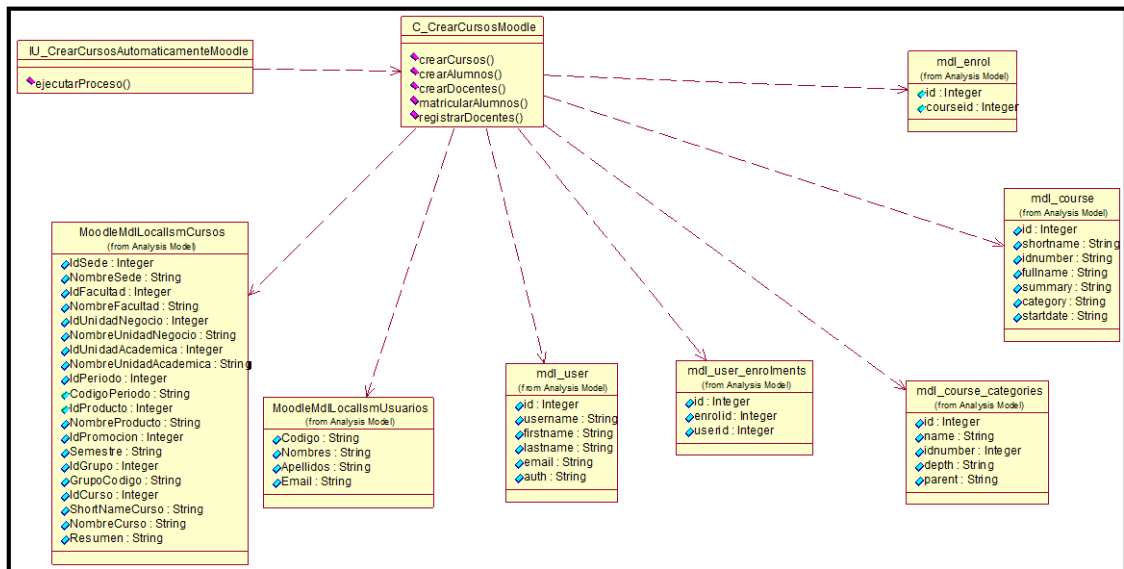 IU_CrearCursosAutomaticamenteMoodle
ejecutarProceso()
C_CrearCursosMoodle
crearCursos()
crearAlumnos()
crearDocentes()
matricularAlumnos()
registrarDocentes()
mdl_enrol
(from Analysis Model)
id : Integer
courseid : Integer
mdl_course
(from Analysis Model)
id : Integer
shortname : String
idnumber : String
fullname : String
summary : String
category : String
startdate : String
MoodleMdlLocalIsmCursos
(from Analysis Model)
IdSede : Integer
NombreSede : String
IdFacultad : Integer
NombreFacultad : String
IdUnidadNegocio : Integer
NombreUnidadNegocio : String
IdUnidadAcademica : Integer
NombreUnidadAcademica : String
IdPeriodo : Integer
CodigoPeriodo : String
IdProducto : Integer
NombreProducto : String
IdPromocion : Integer
Semestre : String
IdGrupo : Integer
GrupoCodigo : String
IdCurso : Integer
ShortNameCurso : String
NombreCurso : String
Resumen : String
MoodleMdlLocalIsmUsuarios
(from Analysis Model)
Codigo : String
Nombres : String
Apellidos : String
Email : String
mdl_user
(from Analysis Model)
id : Integer
username : String
firstname : String
lastname : String
email : String
auth : String
mdl_user_enrolments
(from Analysis Model)
id : Integer
enrolid : Integer
userid : Integer
mdl_course_categories
(from Analysis Model)
id : Integer
name : String
idnumber : Integer
depth : String
parent : String